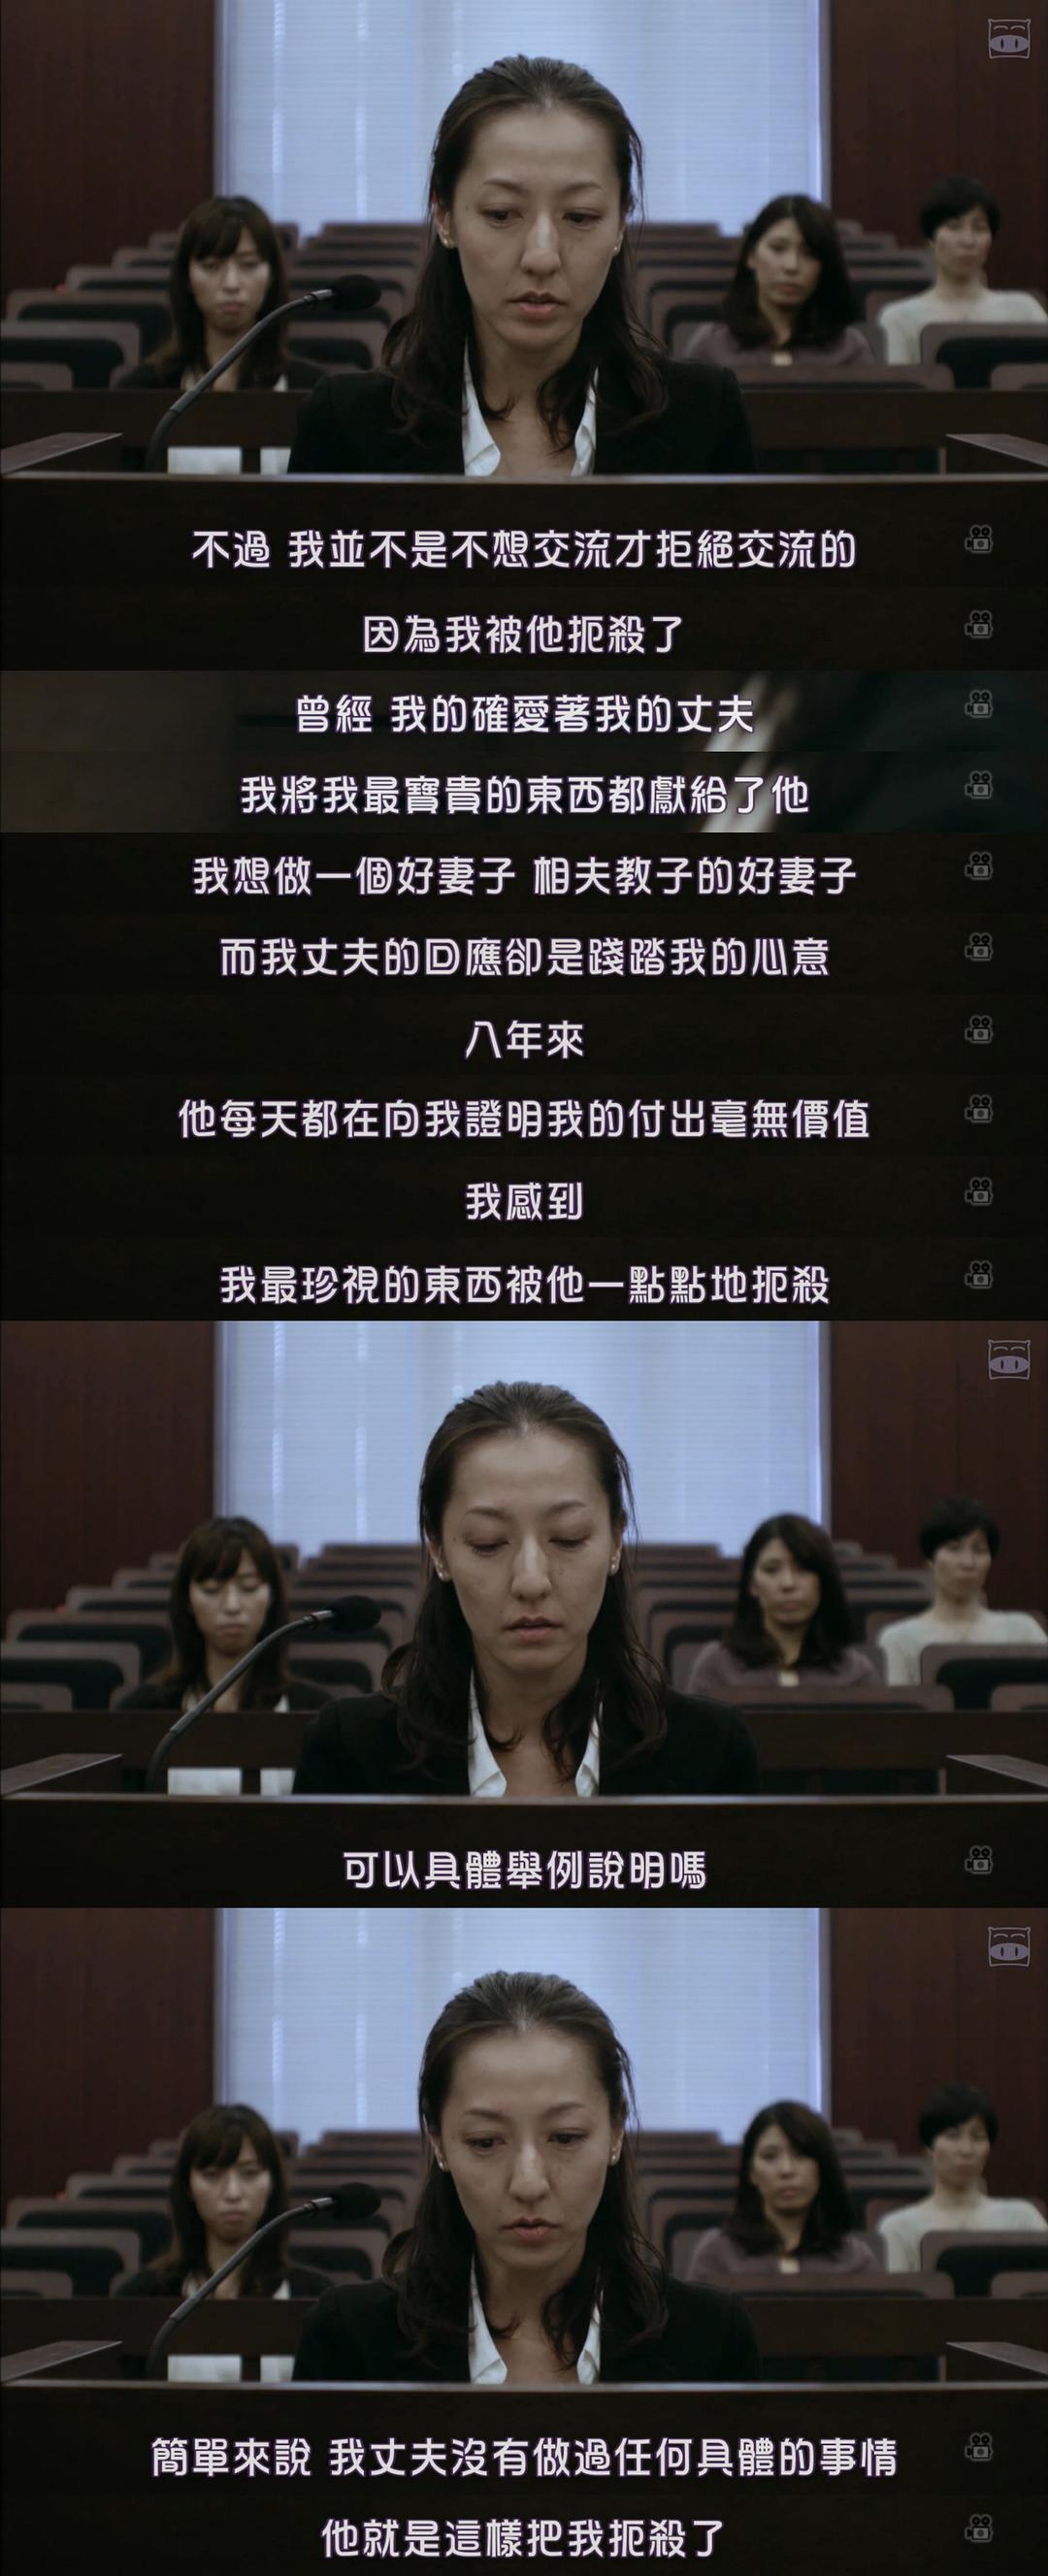 不過 我並不是不想交流才拒絕交流的
因為我被他扼殺了
曾經 我的確愛著我的丈夫
我將我最寶貴的東西都獻給了他
我想做一個好妻子 相夫教子的好妻子
而我丈夫的回應卻是踐踏我的心意
八年來
他每天都在向我證明我的付出毫無價值
我感到
我最珍視的東西被他一點點地扼殺
可以具體舉例說明嗎
簡單來說 我丈夫沒有做過任何具體的事情
他就是這樣把我扼殺了